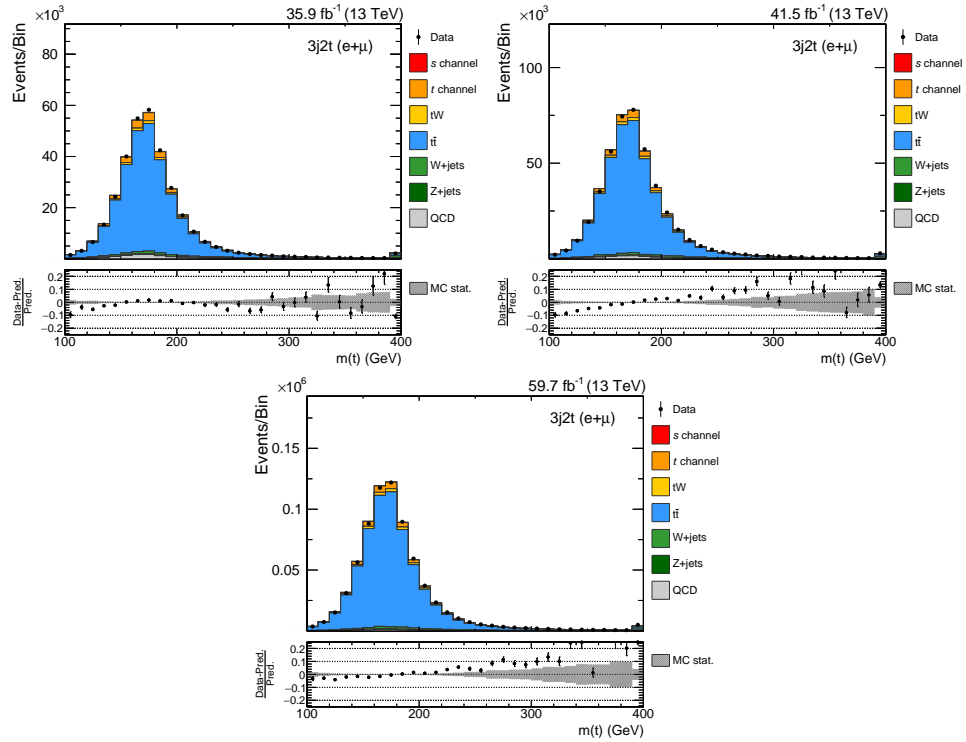 ×10³ 35.9 fb⁻¹ (13 TeV)
Events/Bin
3j2t (e+μ)
80
60
40
20
Data
s channel
t channel
tW
tt̄
W+jets
Z+jets
QCD
Data-Pred.
Pred.
0.2
0.1
0
−0.1
−0.2
MC stat.
100 200 300 400
m(t) (GeV)
×10³ 41.5 fb⁻¹ (13 TeV)
Events/Bin
3j2t (e+μ)
100
50
Data
s channel
t channel
tW
tt̄
W+jets
Z+jets
QCD
Data-Pred.
Pred.
0.2
0.1
0
−0.1
−0.2
MC stat.
100 200 300 400
m(t) (GeV)
×10⁶ 59.7 fb⁻¹ (13 TeV)
Events/Bin
3j2t (e+μ)
0.15
0.1
0.05
Data
s channel
t channel
tW
tt̄
W+jets
Z+jets
QCD
Data-Pred.
Pred.
0.2
0.1
0
−0.1
−0.2
MC stat.
100 200 300 400
m(t) (GeV)